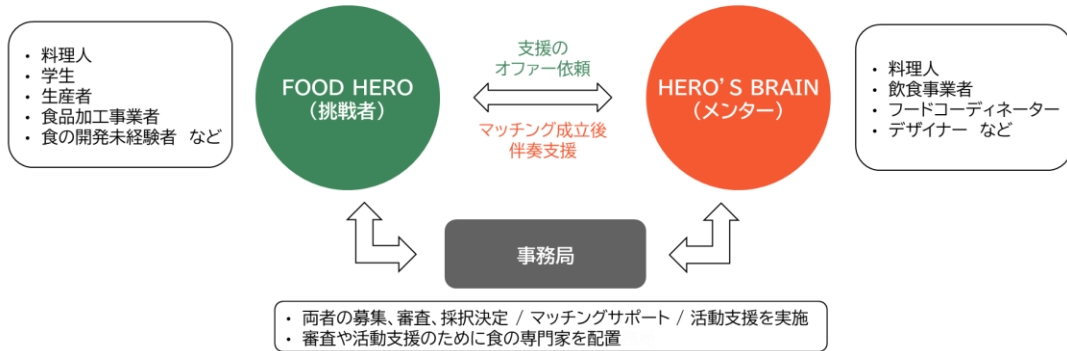 ・ 料理人
・ 学生
・ 生産者
・ 食品加工事業者
・ 食の開発未経験者 など
FOOD HERO
(挑戦者)
支援の
オファー依頼
マッチング成立後
伴奏支援
HERO'S BRAIN
(メンター)
・ 料理人
・ 飲食事業者
・ フードコーディネーター
・ デザイナー など
事務局
・ 両者の募集、審査、採択決定 / マッチングサポート / 活動支援を実施
・ 審査や活動支援のために食の専門家を配置